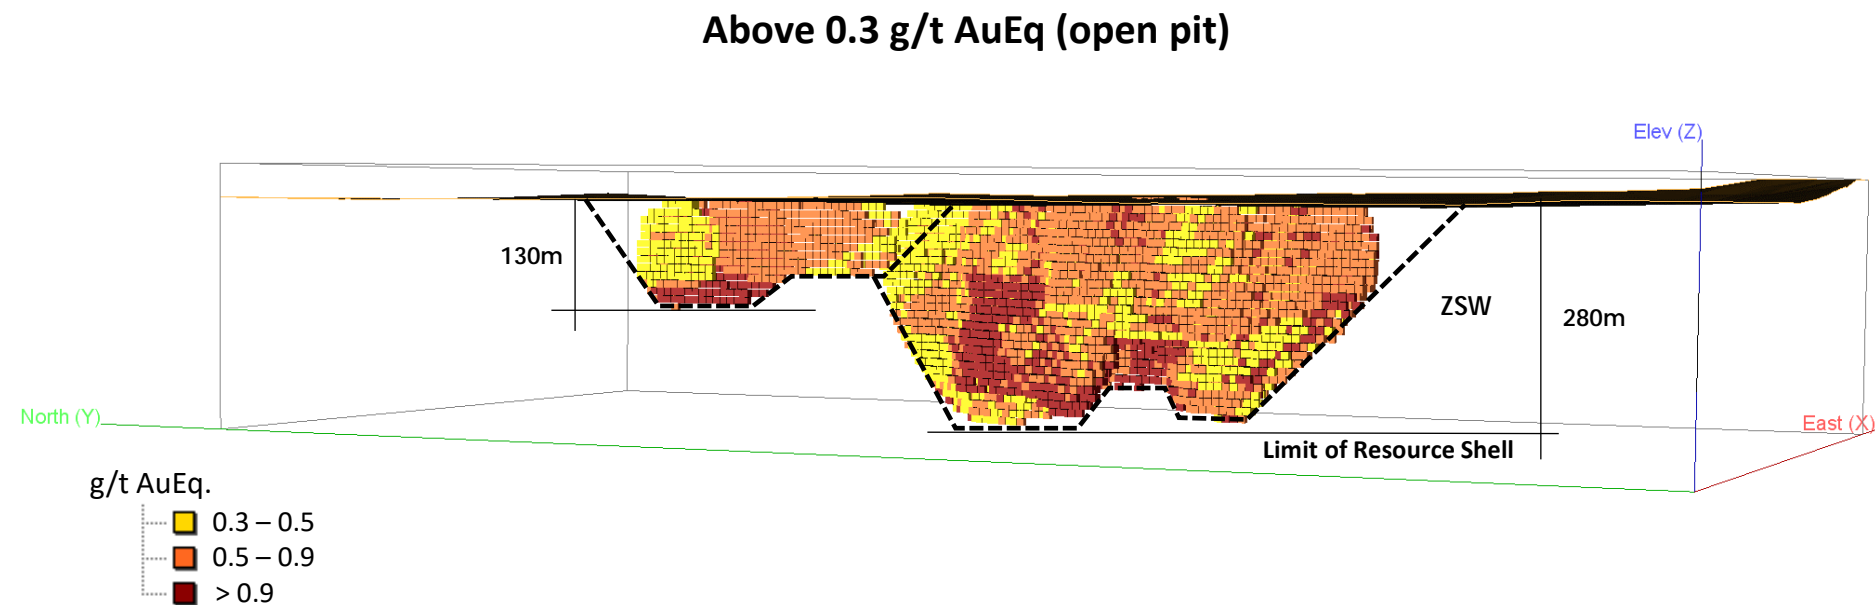 Above 0.3 g/t AuEq (open pit)
Elev (Z)
130m
ZSW
280m
North (Y)
East (X)
Limit of Resource Shell
g/t AuEq.
0.3 – 0.5
0.5 – 0.9
> 0.9